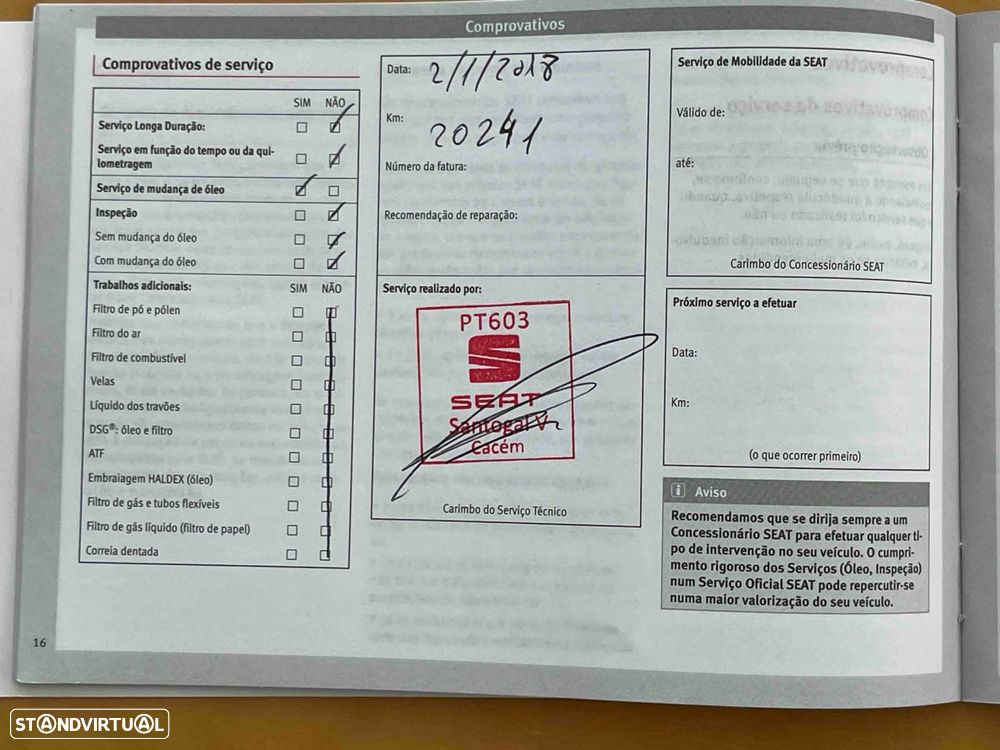 Comprovativos
Comprovativos de serviço
SIM NÃO
Serviço Longa Duração:
Serviço em função do tempo ou da qui-
lometragem
Serviço de mudança de óleo
Inspeção
Sem mudança do óleo
Com mudança do óleo
Trabalhos adicionais: SIM NÃO
Filtro de pó e pólen
Filtro do ar
Filtro de combustível
Velas
Líquido dos travões
DSG®: óleo e filtro
ATF
Embraiagem HALDEX (óleo)
Filtro de gás e tubos flexíveis
Filtro de gás líquido (filtro de papel)
Correia dentada
16
Data: 2/1/2018
Km: 20241
Número da fatura:
Recomendação de reparação:
Serviço realizado por:
PT603
SEAT
Santogal V
Cacém
Carimbo do Serviço Técnico
Serviço de Mobilidade da SEAT
Válido de:
até:
Carimbo do Concessionário SEAT
Próximo serviço a efetuar
Data:
Km:
(o que ocorrer primeiro)
i Aviso
Recomendamos que se dirija sempre a um
Concessionário SEAT para efetuar qualquer ti-
po de intervenção no seu veículo. O cumpri-
mento rigoroso dos Serviços (Óleo, Inspeção)
num Serviço Oficial SEAT pode repercutir-se
numa maior valorização do seu veículo.
STANDVIRTUAL